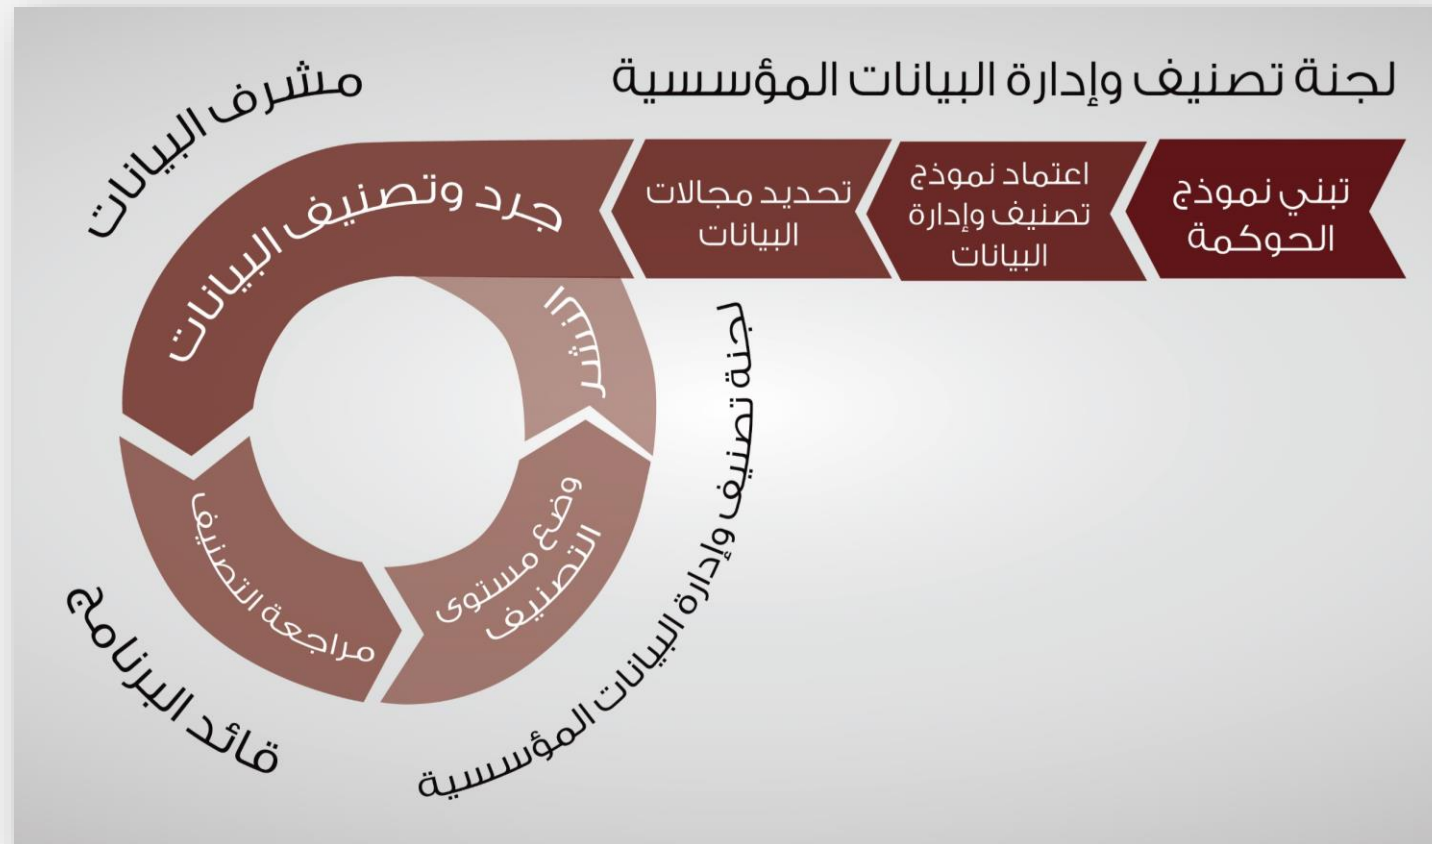 لجنة تصنيف وإدارة البيانات المؤسسية
تبني نموذج
الحوكمة
اعتماد نموذج
تصنيف وإدارة
البيانات
تحديد مجالات
البيانات
جرد وتصنيف البيانات
مشرف البيانات
مراجعة التصنيف
قائد البرنامج
وضع مستوى
التصنيف
النشر
لجنة تصنيف وإدارة البيانات المؤسسية